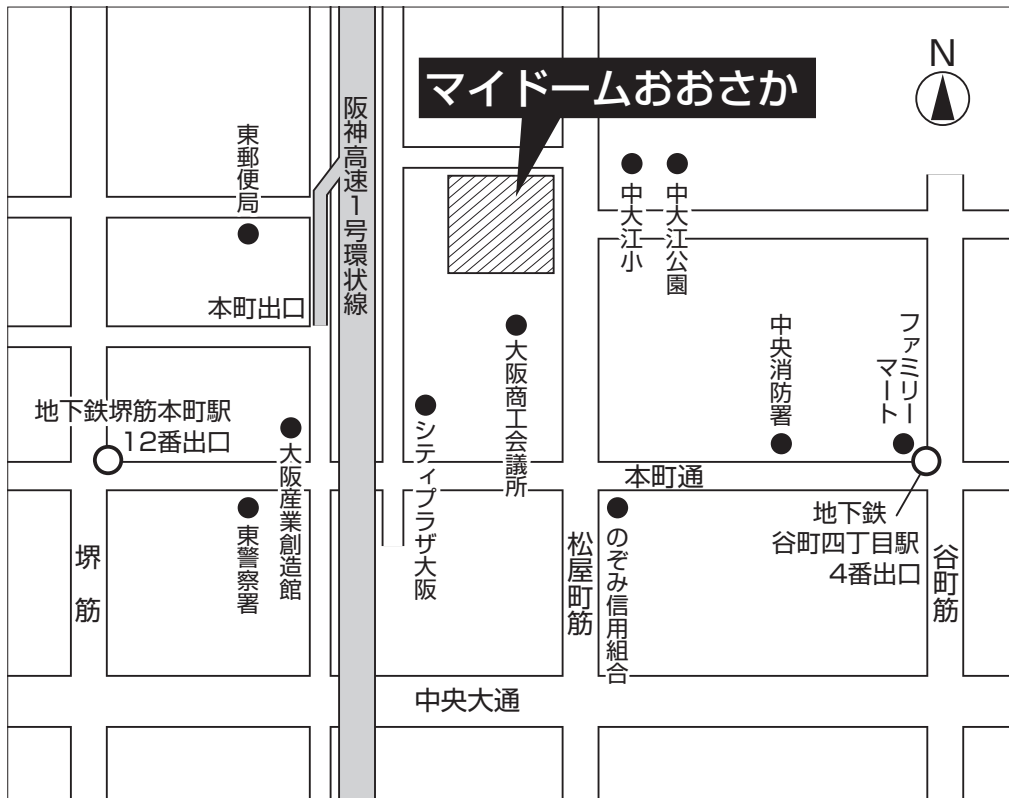 N
マイドームおおさか
阪神高速1号環状線
東郵便局
中大江小
中大江公園
本町出口
大阪商工会議所
中央消防署
ファミリー
マート
地下鉄堺筋本町駅
12番出口
大阪産業創造館
シティプラザ大阪
本町通
地下鉄
谷町四丁目駅
4番出口
東警察署
のぞみ信用組合
堺筋
松屋町筋
谷町筋
中央大通